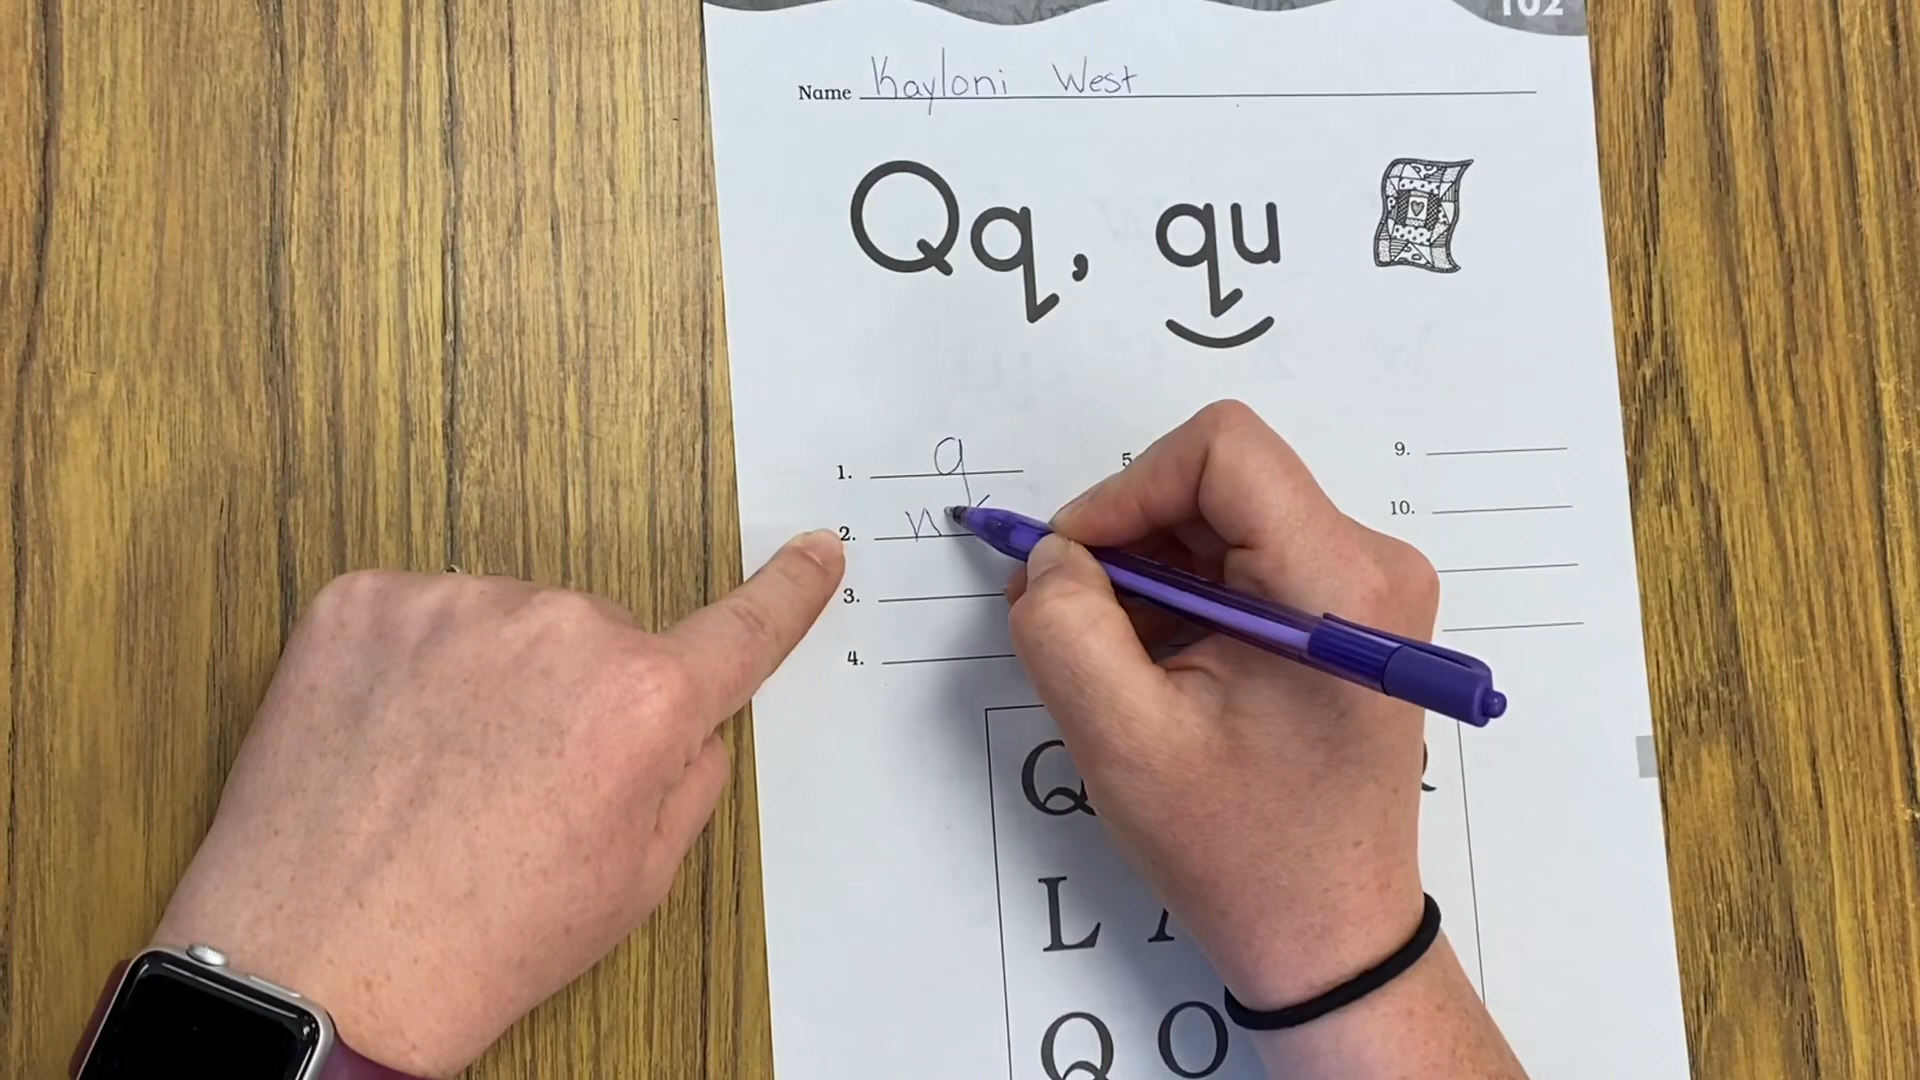 102
Name Kayloni West
Qq, qu
1. q
2. w
3.
4.
5.
9.
10.
Q
L
Q O